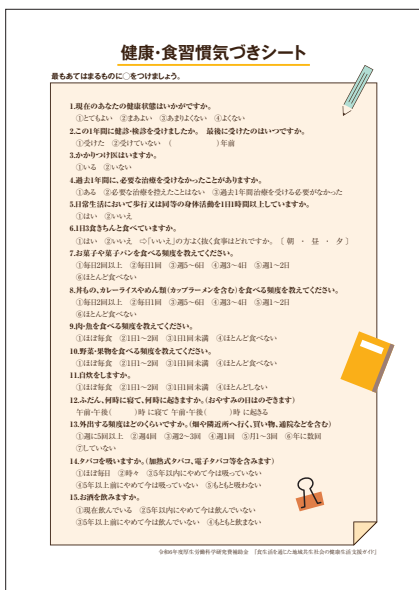 健康・食習慣気づきシート
最もあてはまるものに○をつけましょう。
1.現在のあなたの健康状態はいかがですか。
①とてもよい ②まあよい ③あまりよくない ④よくない
2.この1年間に健診・検診を受けましたか。 最後に受けたのはいつですか。
①受けた ②受けていない （ ）年前
3.かかりつけ医はいますか。
①いる ②いない
4.過去1年間に、必要な治療を受けなかったことがありますか。
①ある ②必要な治療を控えたことはない ③過去1年間治療を受ける必要がなかった
5.日常生活において歩行又は同等の身体活動を1日1時間以上していますか。
①はい ②いいえ
6.1日3食きちんと食べていますか。
①はい ②いいえ ⇨「いいえ」の方よく抜く食事はどれですか。〔 朝 ・ 昼 ・ 夕 〕
7.お菓子や菓子パンを食べる頻度を教えてください。
①毎日2回以上 ②毎日1回 ③週5～6日 ④週3～4日 ⑤週1～2日
⑥ほとんど食べない
8.丼もの、カレーライスやめん類（カップラーメンを含む）を食べる頻度を教えてください。
①毎日2回以上 ②毎日1回 ③週5～6日 ④週3～4日 ⑤週1～2日
⑥ほとんど食べない
9.肉・魚を食べる頻度を教えてください。
①ほぼ毎食 ②1日1～2回 ③1日1回未満 ④ほとんど食べない
10.野菜・果物を食べる頻度を教えてください。
①ほぼ毎食 ②1日1～2回 ③1日1回未満 ④ほとんど食べない
11.自炊をしますか。
①ほぼ毎食 ②1日1～2回 ③1日1回未満 ④ほとんどしない
12.ふだん、何時に寝て、何時に起きますか。（おやすみの日はのぞきます）
午前・午後（ ）時 に寝て 午前・午後（ ）時 に起きる
13.外出する頻度はどのくらいですか。（畑や隣近所へ行く、買い物、通院などを含む）
①週に5回以上 ②週4回 ③週2～3回 ④週1回 ⑤月1～3回 ⑥年に数回
⑦していない
14.タバコを吸いますか。（加熱式タバコ、電子タバコ等を含みます）
①ほぼ毎日 ②時々 ③5年以内にやめて今は吸っていない
④5年以上前にやめて今は吸っていない ⑤もともと吸わない
15.お酒を飲みますか。
①現在飲んでいる ②5年以内にやめて今は飲んでいない
③5年以上前にやめて今は飲んでいない ④もともと飲まない
令和6年度厚生労働科学研究費補助金 「食生活を通じた地域共生社会の健康生活支援ガイド」